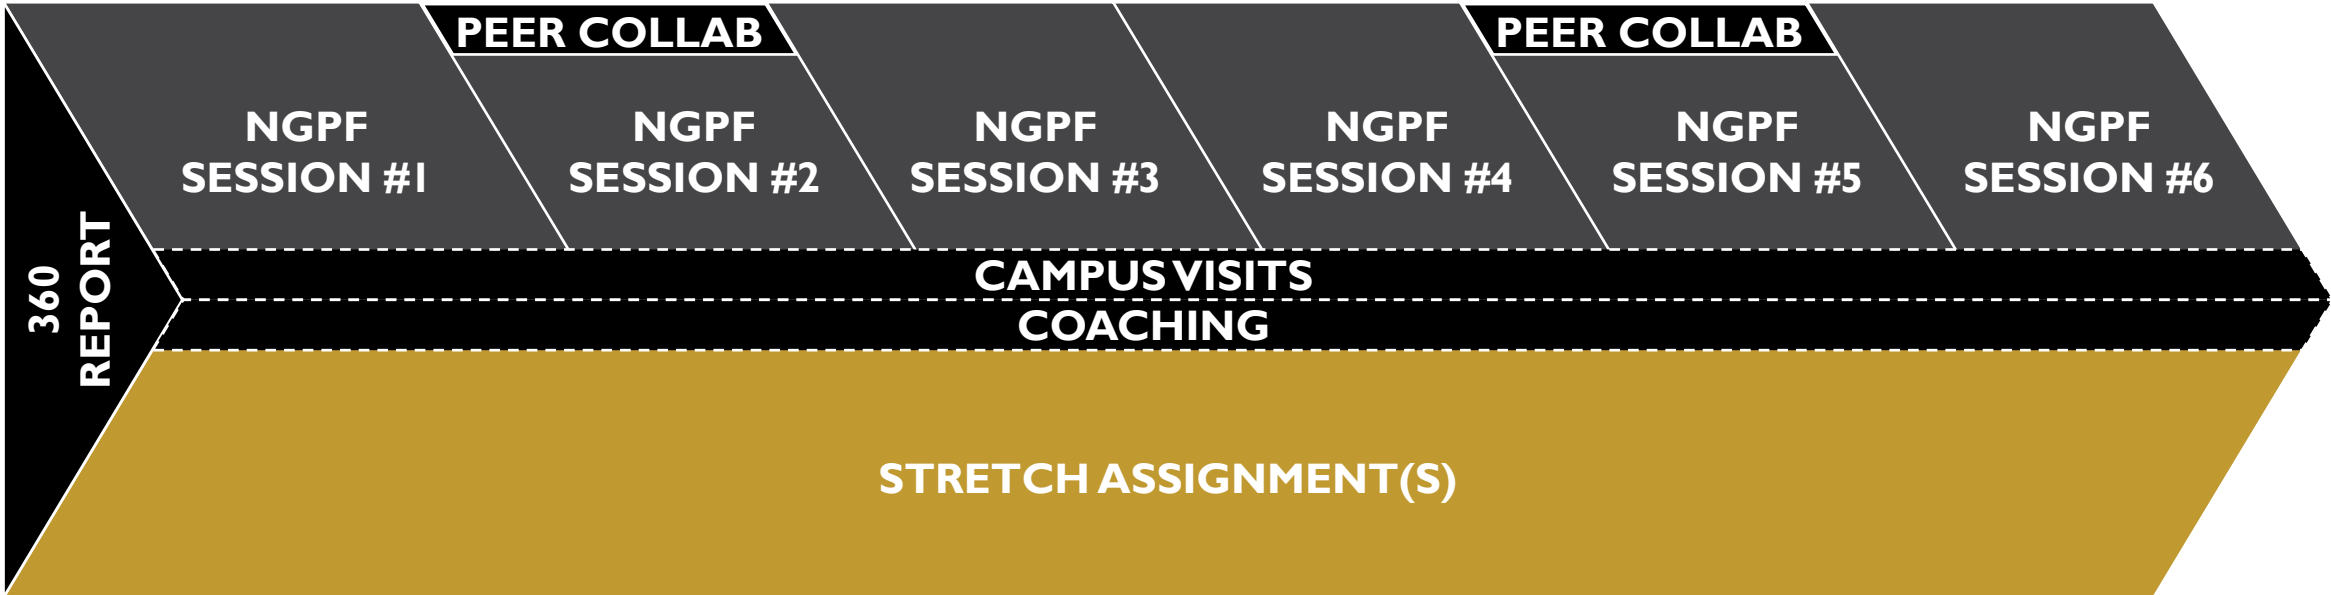 PEER COLLAB
PEER COLLAB
NGPF
SESSION #1
NGPF
SESSION #2
NGPF
SESSION #3
NGPF
SESSION #4
NGPF
SESSION #5
NGPF
SESSION #6
360
REPORT
CAMPUS VISITS
COACHING
STRETCH ASSIGNMENT(S)